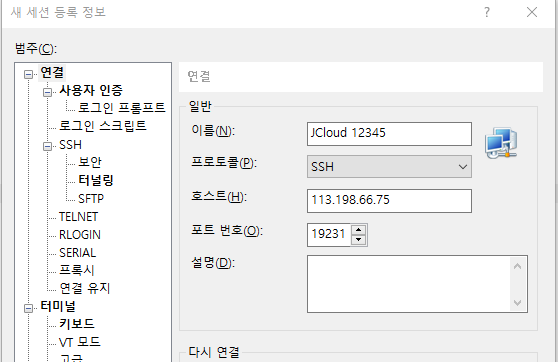 새 세션 등록 정보
범주(C):
연결
사용자 인증
로그인 프롬프트
로그인 스크립트
SSH
보안
터널링
SFTP
TELNET
RLOGIN
SERIAL
프록시
연결 유지
터미널
키보드
VT 모드
고급
연결
일반
이름(N):
JCloud 12345
프로토콜(P):
SSH
호스트(H):
113.198.66.75
포트 번호(O):
19231
설명(D):
다시 연결